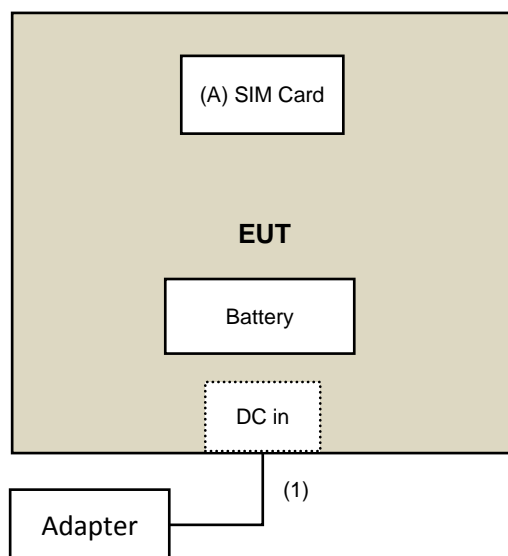 (A) SIM Card
EUT
Battery
DC in
(1)
Adapter